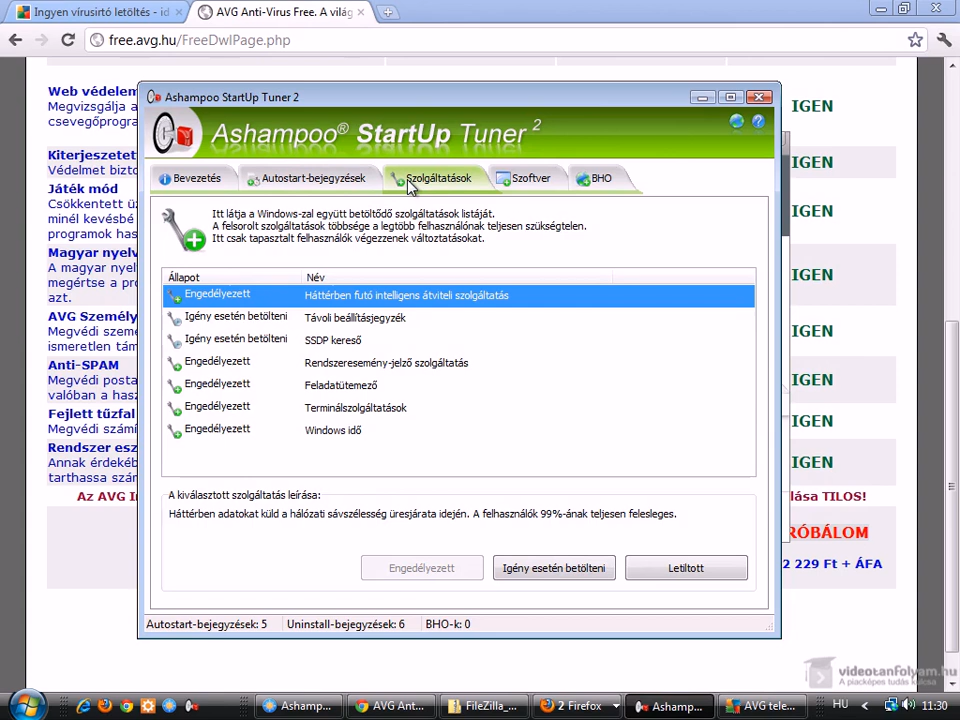 Ingyen vírusirtó letöltés - id
AVG Anti-Virus Free. A világ
free.avg.hu/FreeDwlPage.php
Web védelem
Megvizsgálja a
csevegőprogra
IGEN
Kiterjesztett
Védelmet bizto
IGEN
Játék mód
Csökkentett ü
minél kevésbé
programok has
IGEN
Magyar nyelv
A magyar nyel
megértse a pro
azt.
IGEN
AVG Személy
Megvédi szeme
ismeretlen tám
IGEN
Anti-SPAM
Megvédi posta
valóban a hasz
IGEN
Fejlett tűzfal
Megvédi számí
IGEN
Rendszer esz
Annak érdekéb
tarthassa szám
IGEN
Az AVG In
lása TILOS!
RÓBÁLOM
2 229 Ft + ÁFA
Ashampoo StartUp Tuner 2
Ashampoo® StartUp Tuner 2
Bevezetés
Autostart-bejegyzések
Szolgáltatások
Szoftver
BHO
Itt látja a Windows-zal együtt betöltődő szolgáltatások listáját.
A felsorolt szolgáltatások többsége a legtöbb felhasználónak teljesen szükségtelen.
Itt csak tapasztalt felhasználók végezzenek változtatásokat.
Állapot Név
Engedélyezett Háttérben futó intelligens átviteli szolgáltatás
Igény esetén betölteni Távoli beállításjegyzék
Igény esetén betölteni SSDP kereső
Engedélyezett Rendszeresemény-jelző szolgáltatás
Engedélyezett Feladatütemező
Engedélyezett Terminálszolgáltatások
Engedélyezett Windows idő
A kiválasztott szolgáltatás leírása:
Háttérben adatokat küld a hálózati sávszélesség üresjárata idején. A felhasználók 99%-ának teljesen felesleges.
Engedélyezett
Igény esetén betölteni
Letiltott
Autostart-bejegyzések: 5 Uninstall-bejegyzések: 6 BHO-k: 0
videotanfolyam.hu
A piacképes tudás kulcsa
Ashamp...
AVG Ant...
FileZilla_...
2 Firefox
Ashamp...
AVG tele...
HU
11:30